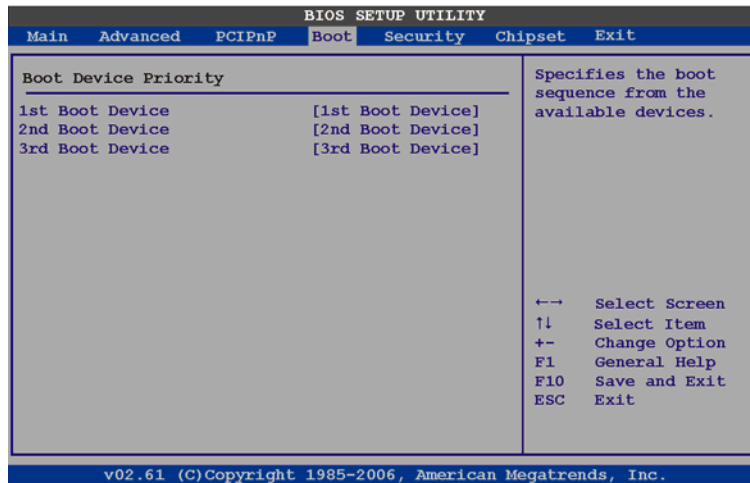 BIOS SETUP UTILITY
Main Advanced PCIPnP Boot Security Chipset Exit
Boot Device Priority
1st Boot Device [1st Boot Device]
2nd Boot Device [2nd Boot Device]
3rd Boot Device [3rd Boot Device]
Specifies the boot
sequence from the
available devices.
←→ Select Screen
↑↓ Select Item
+- Change Option
F1 General Help
F10 Save and Exit
ESC Exit
v02.61 (C)Copyright 1985-2006, American Megatrends, Inc.